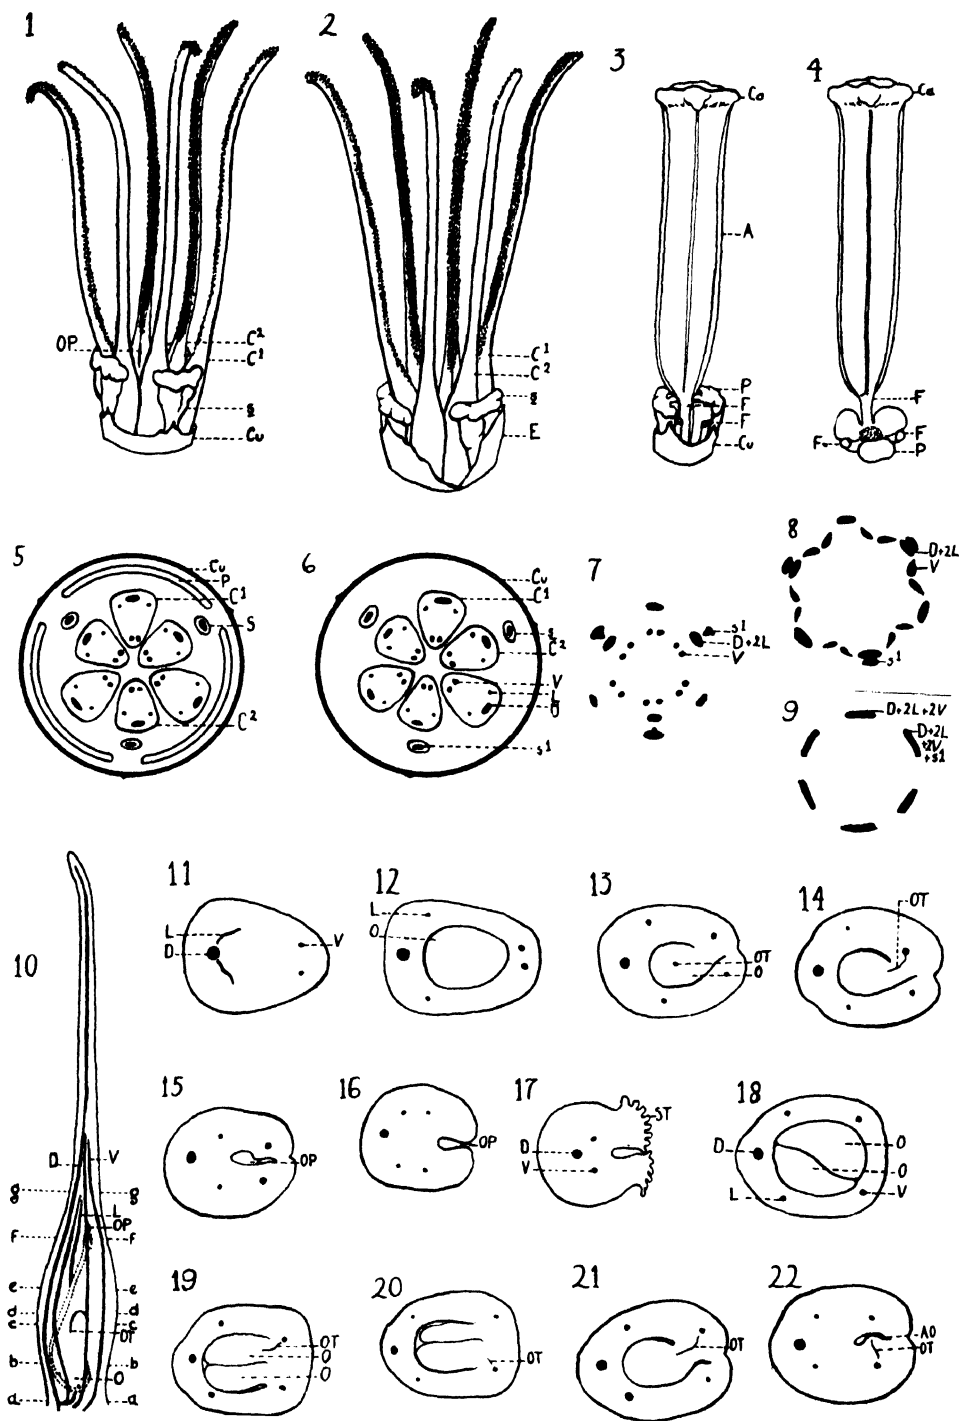 1
2
3
4
OP
C²
C¹
s
Cu
C¹
C²
s
E
Co
A
P
F
F
Cu
Ca
F
F
F
P
5
6
7
8
9
Cu
P
C¹
S
C²
Cu
C¹
s
C²
V
L
D
s¹
s¹
D+2L
V
D+2L
V
s¹
D+2L+2V
D+2L
+2V
+s1
10
D
V
g
g
L
OP
F
F
e
e
d
d
c
c
OT
b
b
O
a
a
11
L
D
V
12
L
O
13
OT
O
14
OT
15
OP
16
OP
17
ST
D
V
18
D
O
O
L
V
19
OT
O
O
20
OT
21
OT
22
AO
OT